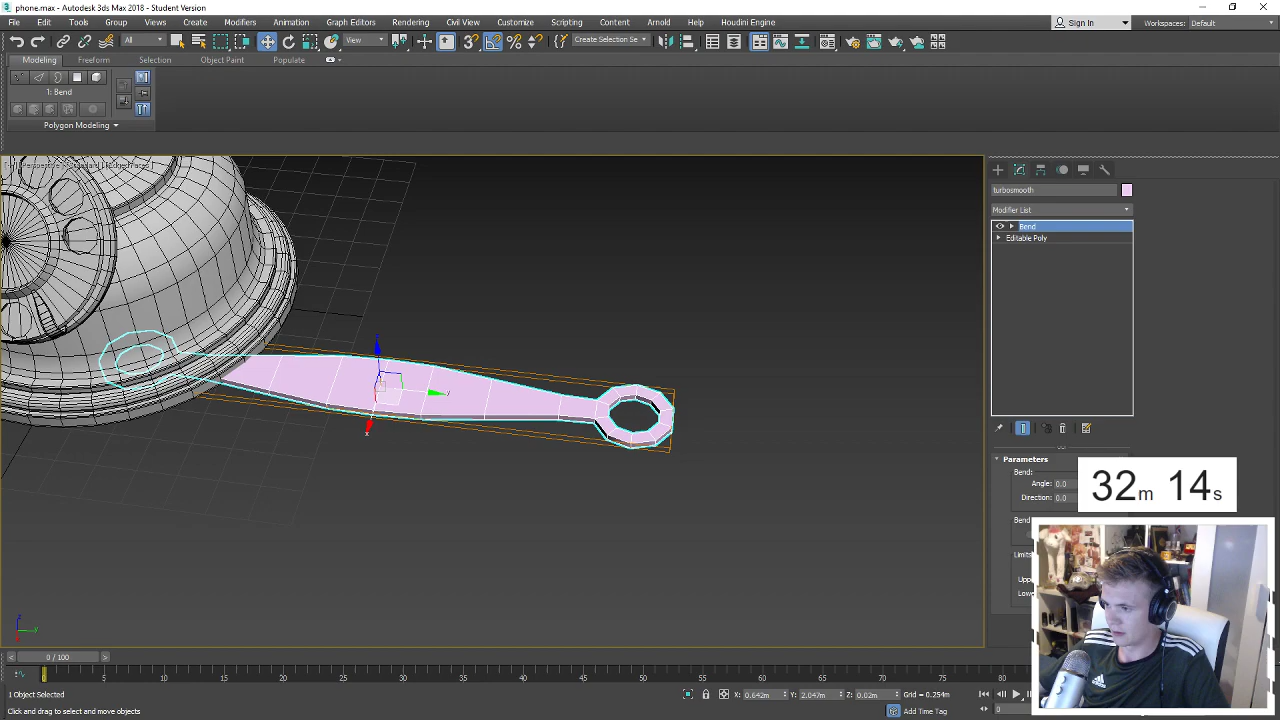 phone.max - Autodesk 3ds Max 2018 - Student Version
File Edit Tools Group Views Create Modifiers Animation Graph Editors Rendering Civil View Customize Scripting Content Arnold Help Houdini Engine Sign In Workspaces: Default
All View Create Selection Se
Modeling Freeform Selection Object Paint Populate
1: Bend
Polygon Modeling
turbosmooth
Modifier List
Bend
Editable Poly
Parameters
Bend:
Angle: 0.0
Direction: 0.0
Bend
Limits
Uppe
Lowe
32m 14s
x
y
z
y
0 / 100
0 5 10 15 20 25 30 35 40 45 50 55 60 65 70 75
1 Object Selected X: 0.642m Y: 2.047m Z: 0.02m Grid = 0.254m
Click and drag to select and move objects Add Time Tag 0